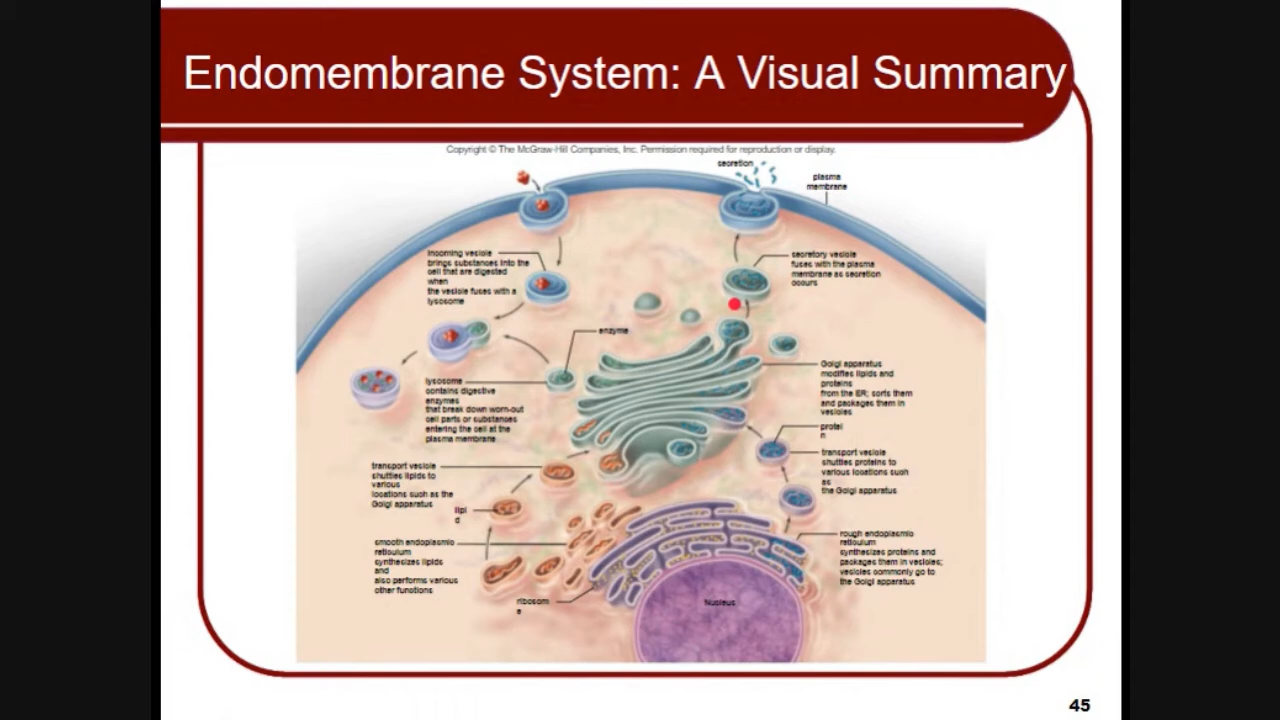 Endomembrane System: A Visual Summary
Copyright © The McGraw-Hill Companies, Inc. Permission required for reproduction or display.
secretion
plasma
membrane
Incoming vesicle
brings substances into the
cell that are digested
when
the vesicle fuses with a
lysosome
secretory vesicle
fuses with the plasma
membrane as secretion
occurs
enzyme
lysosome
contains digestive
enzymes
that break down worn-out
cell parts or substances
entering the cell at the
plasma membrane
Golgi apparatus
modifies lipids and
proteins
from the ER; sorts them
and packages them in
vesicles
protei
n
transport vesicle
shuttles proteins to
various locations such
as
the Golgi apparatus
transport vesicle
shuttles lipids to
various
locations such as the
Golgi apparatus
lipi
d
smooth endoplasmic
reticulum
synthesizes lipids
and
also performs various
other functions
rough endoplasmic
reticulum
synthesizes proteins and
packages them in vesicles;
vesicles commonly go to
the Golgi apparatus
ribosom
e
Nucleus
45